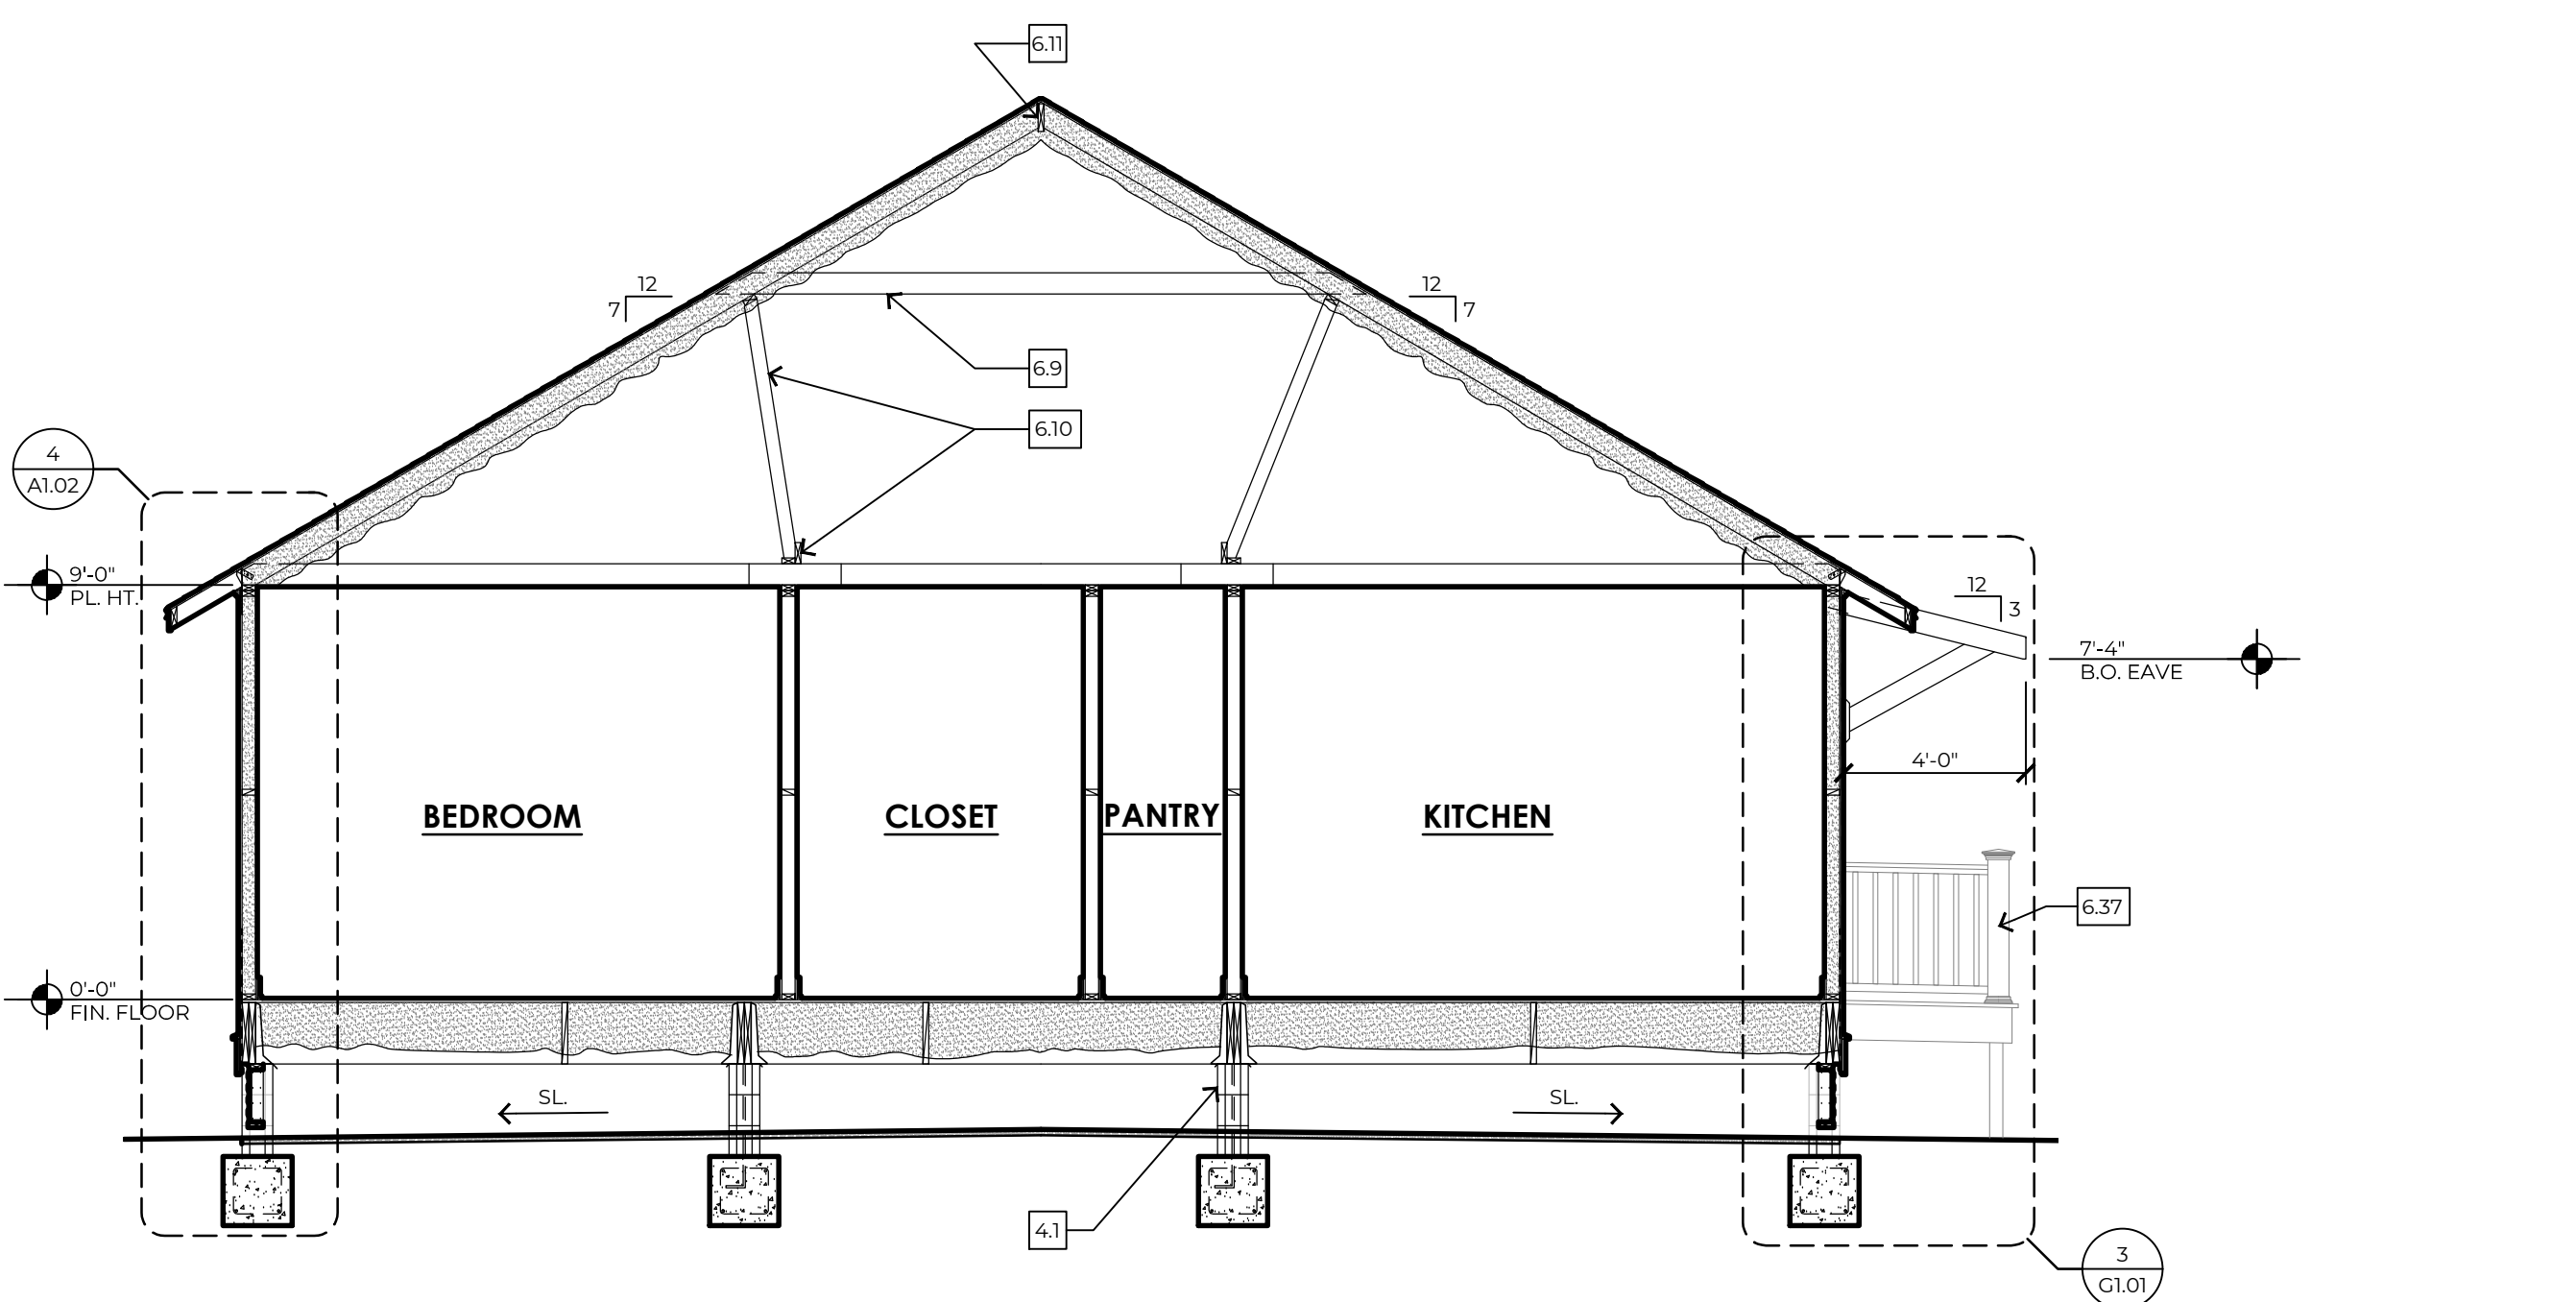 6.11
12
7
12
7
6.9
6.10
4
A1.02
9'-0"
PL. HT.
12
3
7'-4"
B.O. EAVE
4'-0"
BEDROOM
CLOSET
PANTRY
KITCHEN
6.37
0'-0"
FIN. FLOOR
SL.
SL.
4.1
3
G1.01